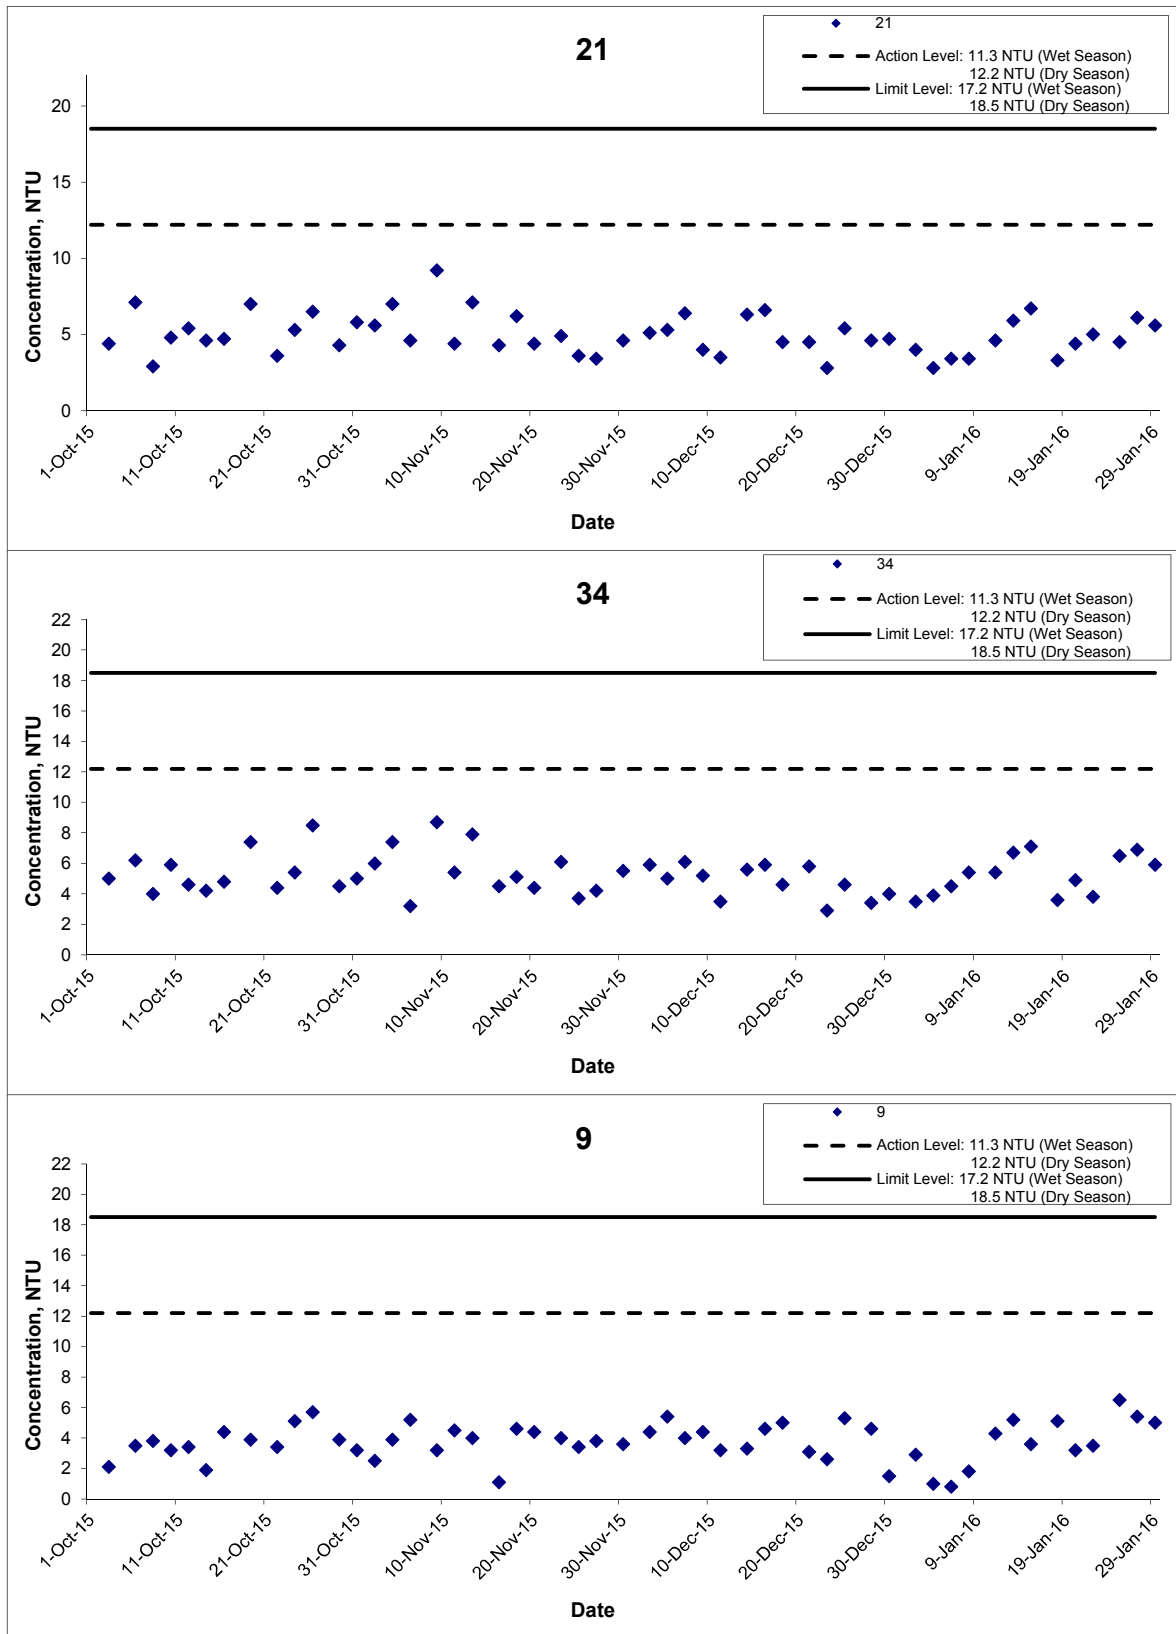 21
21
Action Level: 11.3 NTU (Wet Season)
12.2 NTU (Dry Season)
Limit Level: 17.2 NTU (Wet Season)
18.5 NTU (Dry Season)
Concentration, NTU
20
15
10
5
0
1-Oct-15
11-Oct-15
21-Oct-15
31-Oct-15
10-Nov-15
20-Nov-15
30-Nov-15
10-Dec-15
20-Dec-15
30-Dec-15
9-Jan-16
19-Jan-16
29-Jan-16
Date
34
34
Action Level: 11.3 NTU (Wet Season)
12.2 NTU (Dry Season)
Limit Level: 17.2 NTU (Wet Season)
18.5 NTU (Dry Season)
Concentration, NTU
22
20
18
16
14
12
10
8
6
4
2
0
1-Oct-15
11-Oct-15
21-Oct-15
31-Oct-15
10-Nov-15
20-Nov-15
30-Nov-15
10-Dec-15
20-Dec-15
30-Dec-15
9-Jan-16
19-Jan-16
29-Jan-16
Date
9
9
Action Level: 11.3 NTU (Wet Season)
12.2 NTU (Dry Season)
Limit Level: 17.2 NTU (Wet Season)
18.5 NTU (Dry Season)
Concentration, NTU
22
20
18
16
14
12
10
8
6
4
2
0
1-Oct-15
11-Oct-15
21-Oct-15
31-Oct-15
10-Nov-15
20-Nov-15
30-Nov-15
10-Dec-15
20-Dec-15
30-Dec-15
9-Jan-16
19-Jan-16
29-Jan-16
Date